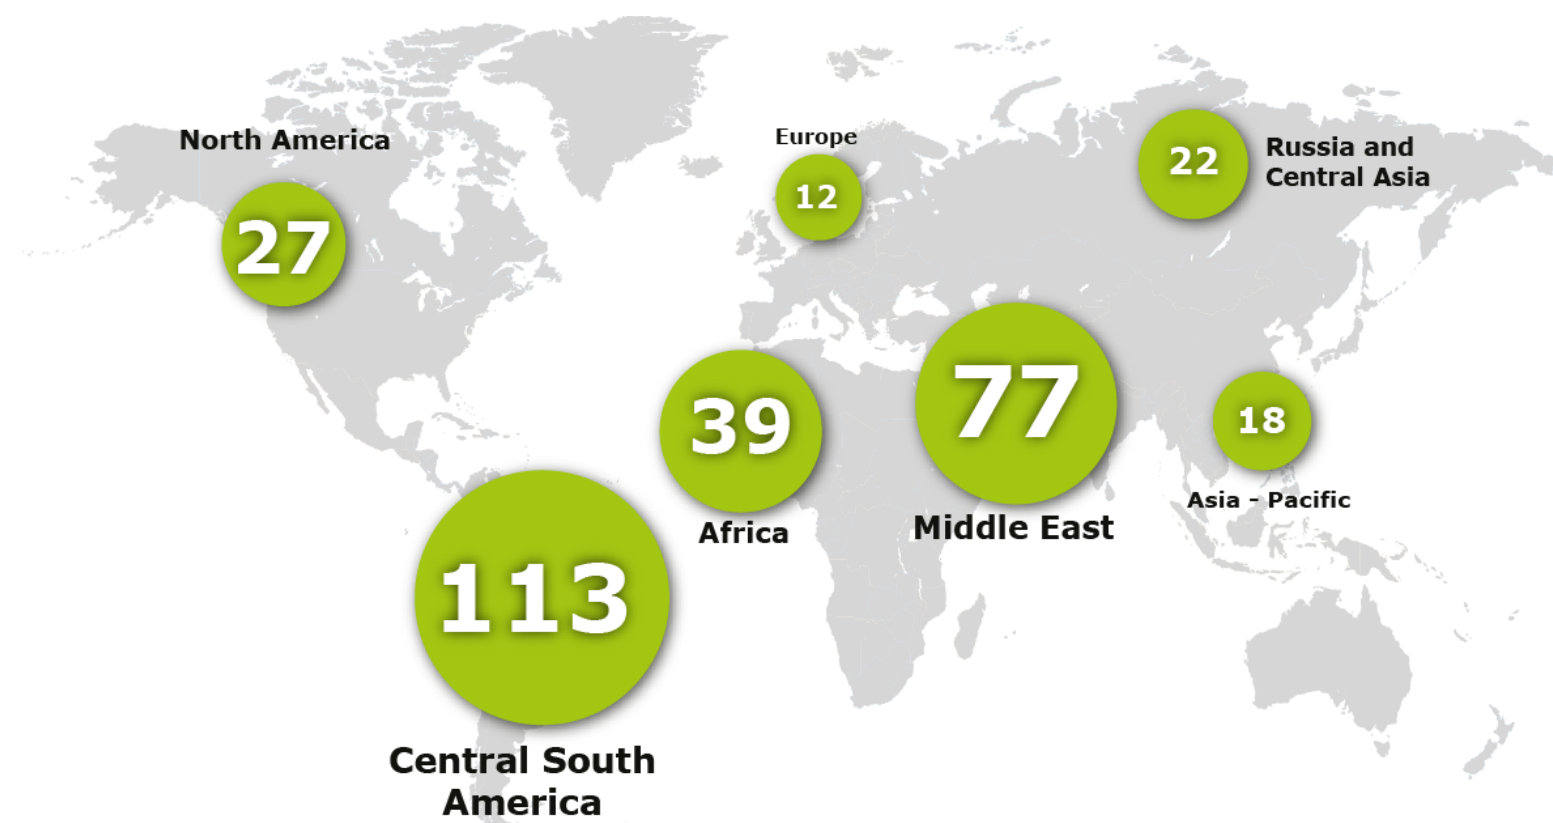 North America
27
Europe
12
22
Russia and
Central Asia
39
Africa
77
Middle East
18
Asia - Pacific
113
Central South
America